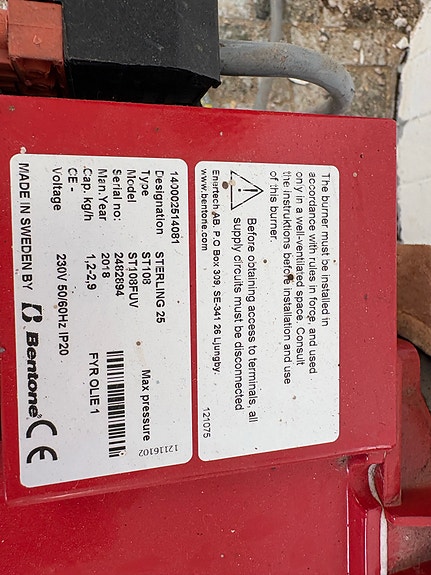 The burner must be installed in
accordance with rules in force, and used
only in a well-ventilated space. Consult
the instruktions before installation and use
of this burner.
Before obtaining access to terminals, all
supply circuits must be disconnected
Enertech AB, P.O Box 309, SE-341 26 Ljungby.
www.bentone.com
121075
140002514081
12116102
Designation STERLING 25
Type ST108 Max pressure
Model ST108FUV
Serial no: 2482894
Man.Year 2018
Cap. kg/h 1,2-2,9 FYR OLIE 1
CE -
Voltage 230V 50/60Hz IP20
MADE IN SWEDEN BY Bentone® CE